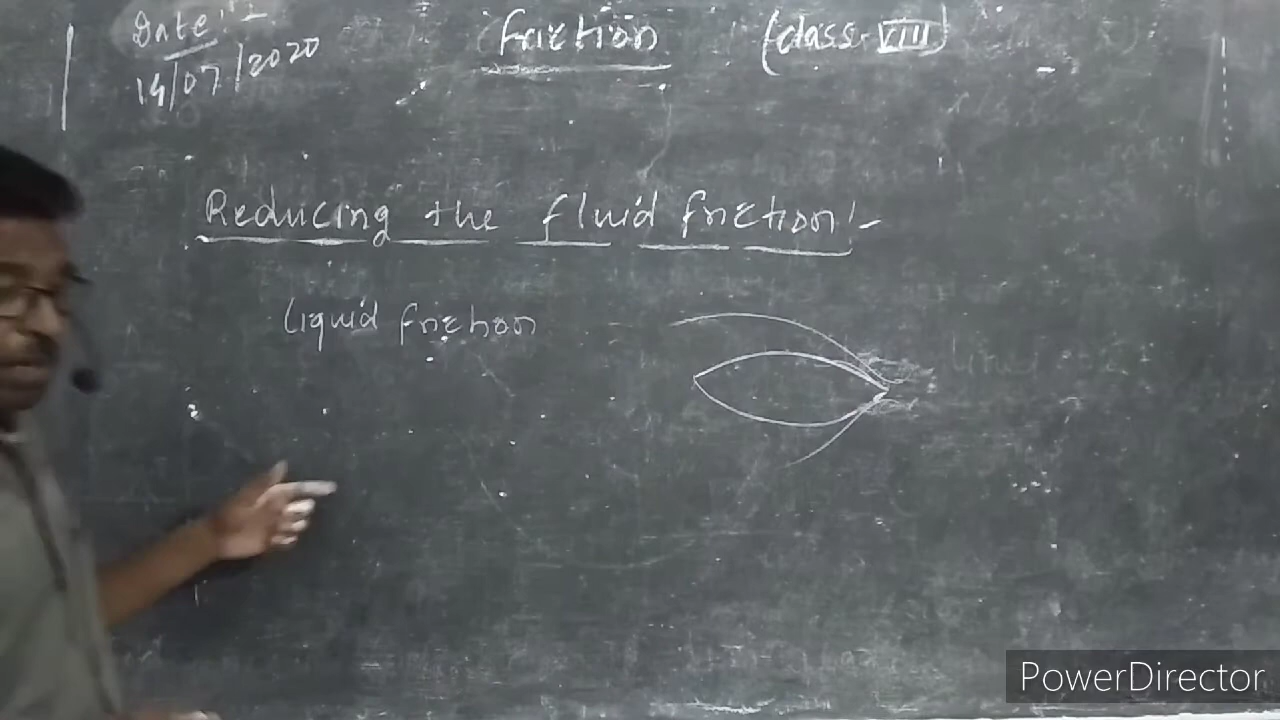 Date:-
14/07/2020
friction (class-VIII)
Reducing the fluid friction:-
Liquid friction
PowerDirector